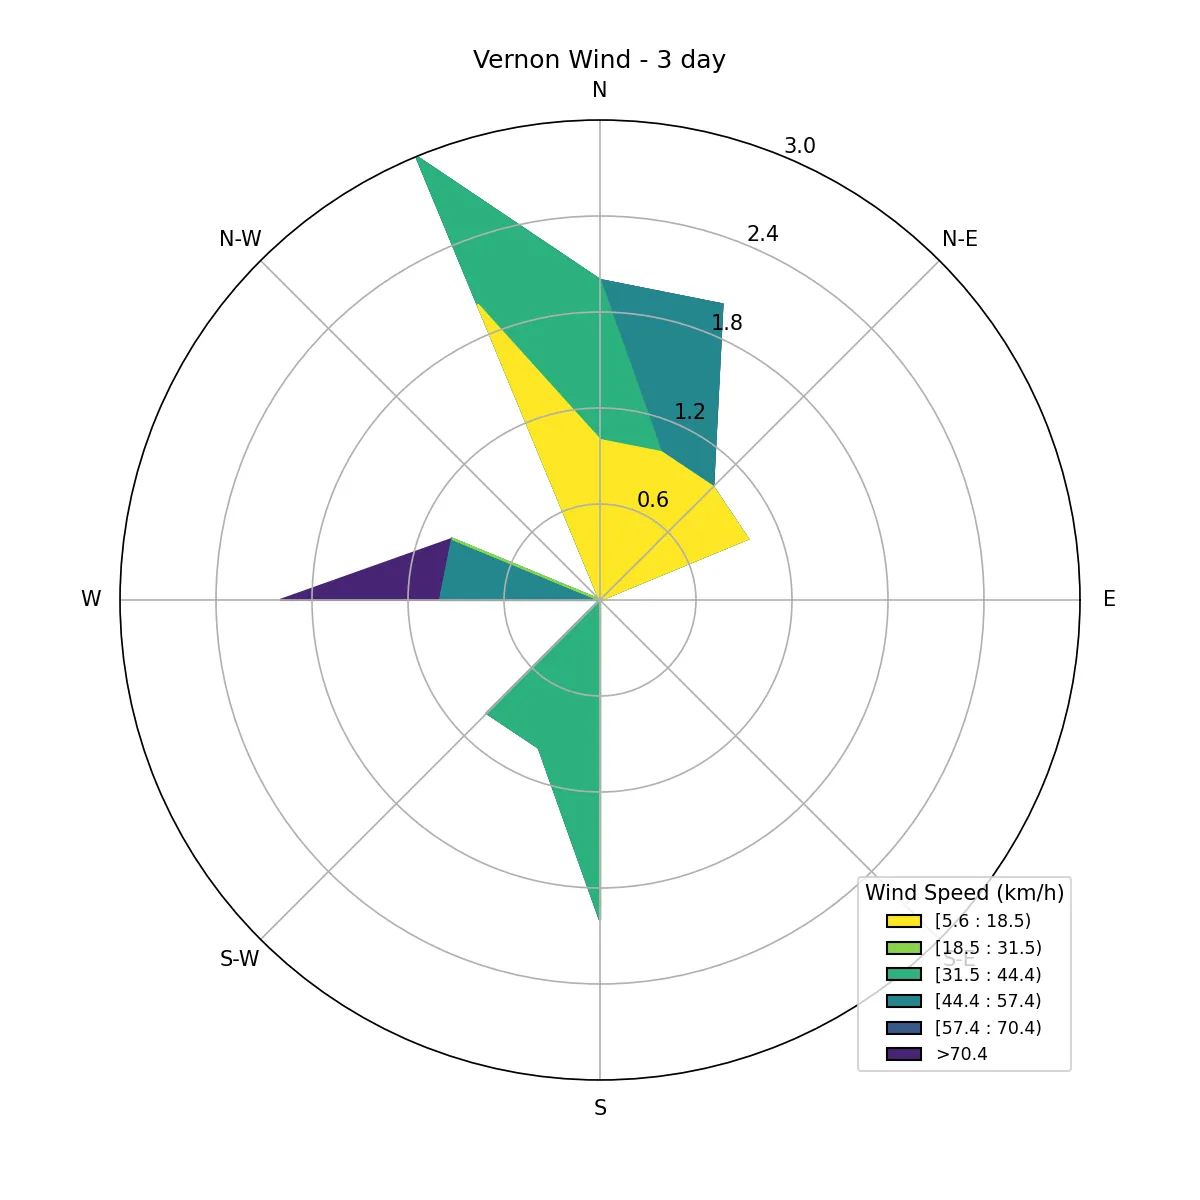 Vernon Wind - 3 day
N
3.0
2.4
N-W
N-E
1.8
1.2
0.6
W
E
Wind Speed (km/h)
[5.6 : 18.5)
[18.5 : 31.5)
S-W
S-E
[31.5 : 44.4)
[44.4 : 57.4)
[57.4 : 70.4)
>70.4
S